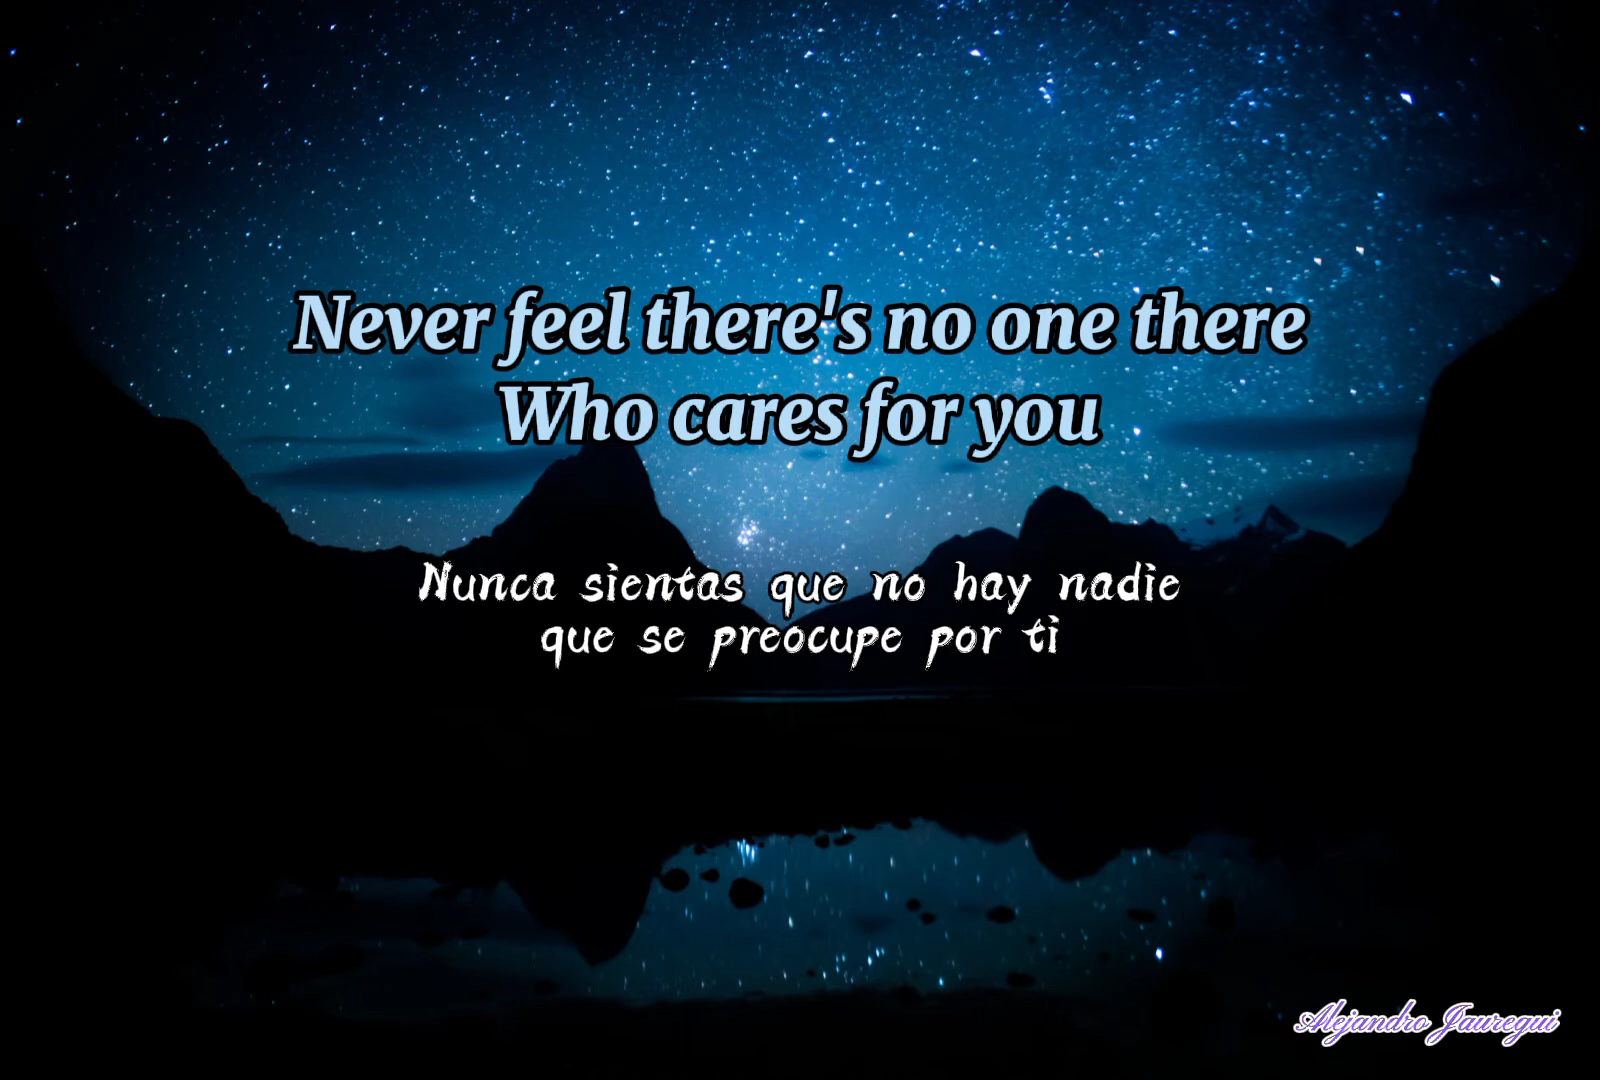 Never feel there's no one there
Who cares for you
Nunca sientas que no hay nadie
que se preocupe por ti
Alejandro Jauregui